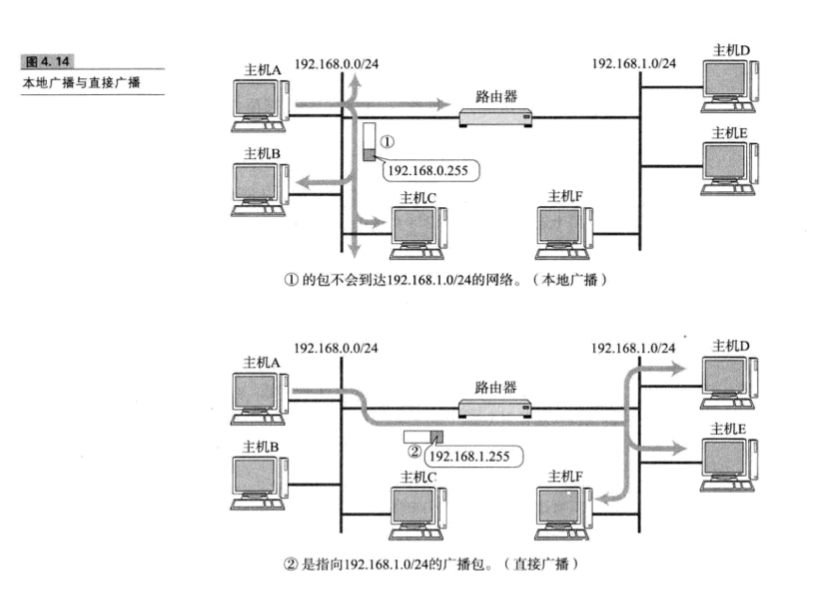 图4.14
本地广播与直接广播
主机A
192.168.0.0/24
192.168.1.0/24
主机D
路由器
①
主机B
192.168.0.255
主机E
主机C
主机F
①的包不会到达192.168.1.0/24的网络。（本地广播）
主机A
192.168.0.0/24
192.168.1.0/24
主机D
路由器
主机B
②
192.168.1.255
主机E
主机C
主机F
②是指向192.168.1.0/24的广播包。（直接广播）